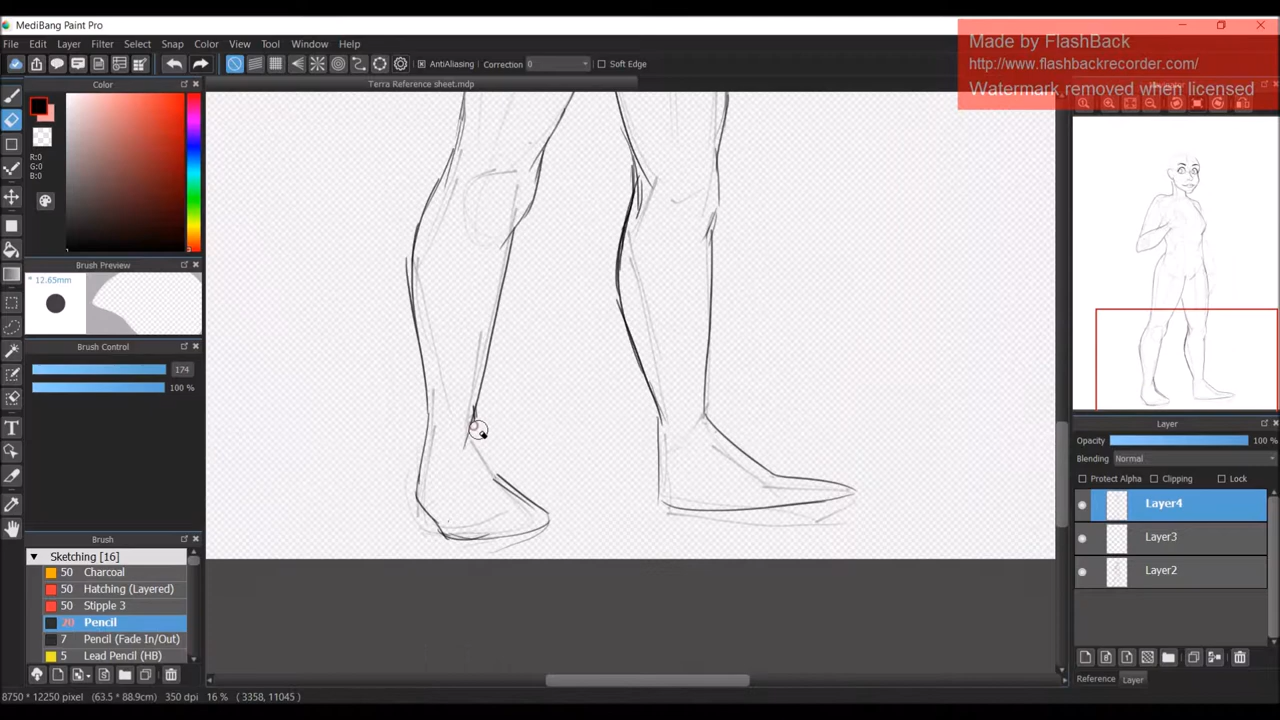 MediBang Paint Pro
Made by FlashBack
http://www.flashbackrecorder.com/
Watermark removed when licensed
File Edit Layer Filter Select Snap Color View Tool Window Help
AntiAliasing Correction 0 Soft Edge
Color
Terra Reference sheet.mdp
R:0
G:0
B:0
Brush Preview
* 12.65mm
Brush Control
174
100 %
Layer
Opacity 100 %
Blending Normal
Protect Alpha Clipping Lock
Layer4
Layer3
Layer2
Brush
Sketching [16]
50 Charcoal
50 Hatching (Layered)
50 Stipple 3
20 Pencil
7 Pencil (Fade In/Out)
5 Lead Pencil (HB)
Reference Layer
8750 * 12250 pixel (63.5 * 88.9cm) 350 dpi 16 % ( 3358, 11045 )